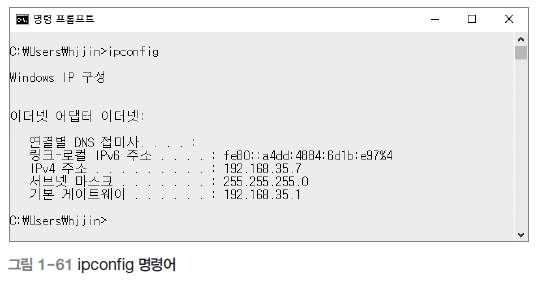 명령 프롬프트
C:₩Users₩hjjin>ipconfig
Windows IP 구성
이더넷 어댑터 이더넷:
연결별 DNS 접미사. . . . :
링크-로컬 IPv6 주소 . . . . : fe80::a4dd:4884:6d1b:e97%4
IPv4 주소 . . . . . . . . . : 192.168.35.7
서브넷 마스크 . . . . . . . : 255.255.255.0
기본 게이트웨이 . . . . . . : 192.168.35.1
C:₩Users₩hjjin>
그림 1-61 ipconfig 명령어